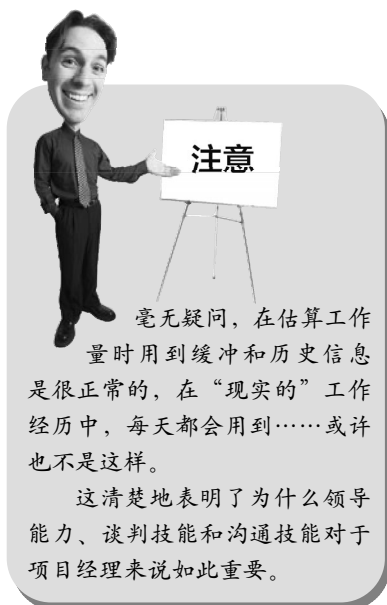 注意
毫无疑问，在估算工作
量时用到缓冲和历史信息
是很正常的，在“现实的”工作
经历中，每天都会用到……或许
也不是这样。
这清楚地表明了为什么领导
能力、谈判技能和沟通技能对于
项目经理来说如此重要。